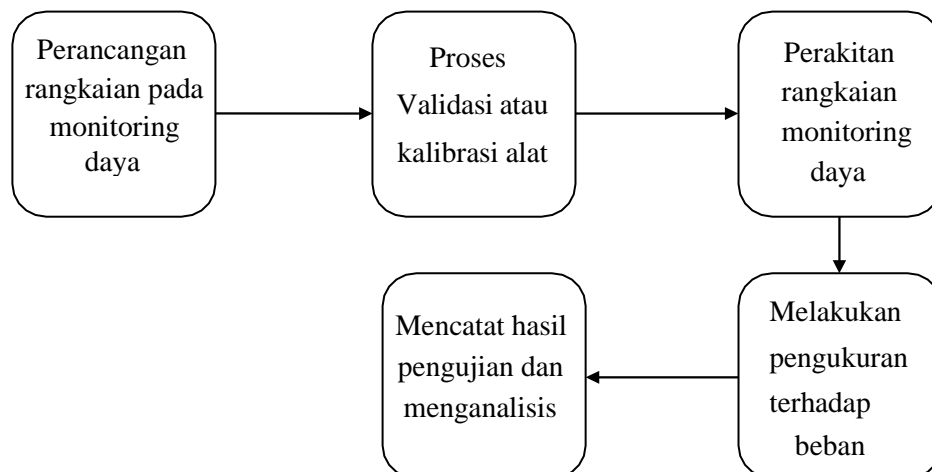 Perancangan
rangkaian pada
monitoring
daya
Proses
Validasi atau
kalibrasi alat
Perakitan
rangkaian
monitoring
daya
Melakukan
pengukuran
terhadap
beban
Mencatat hasil
pengujian dan
menganalisis